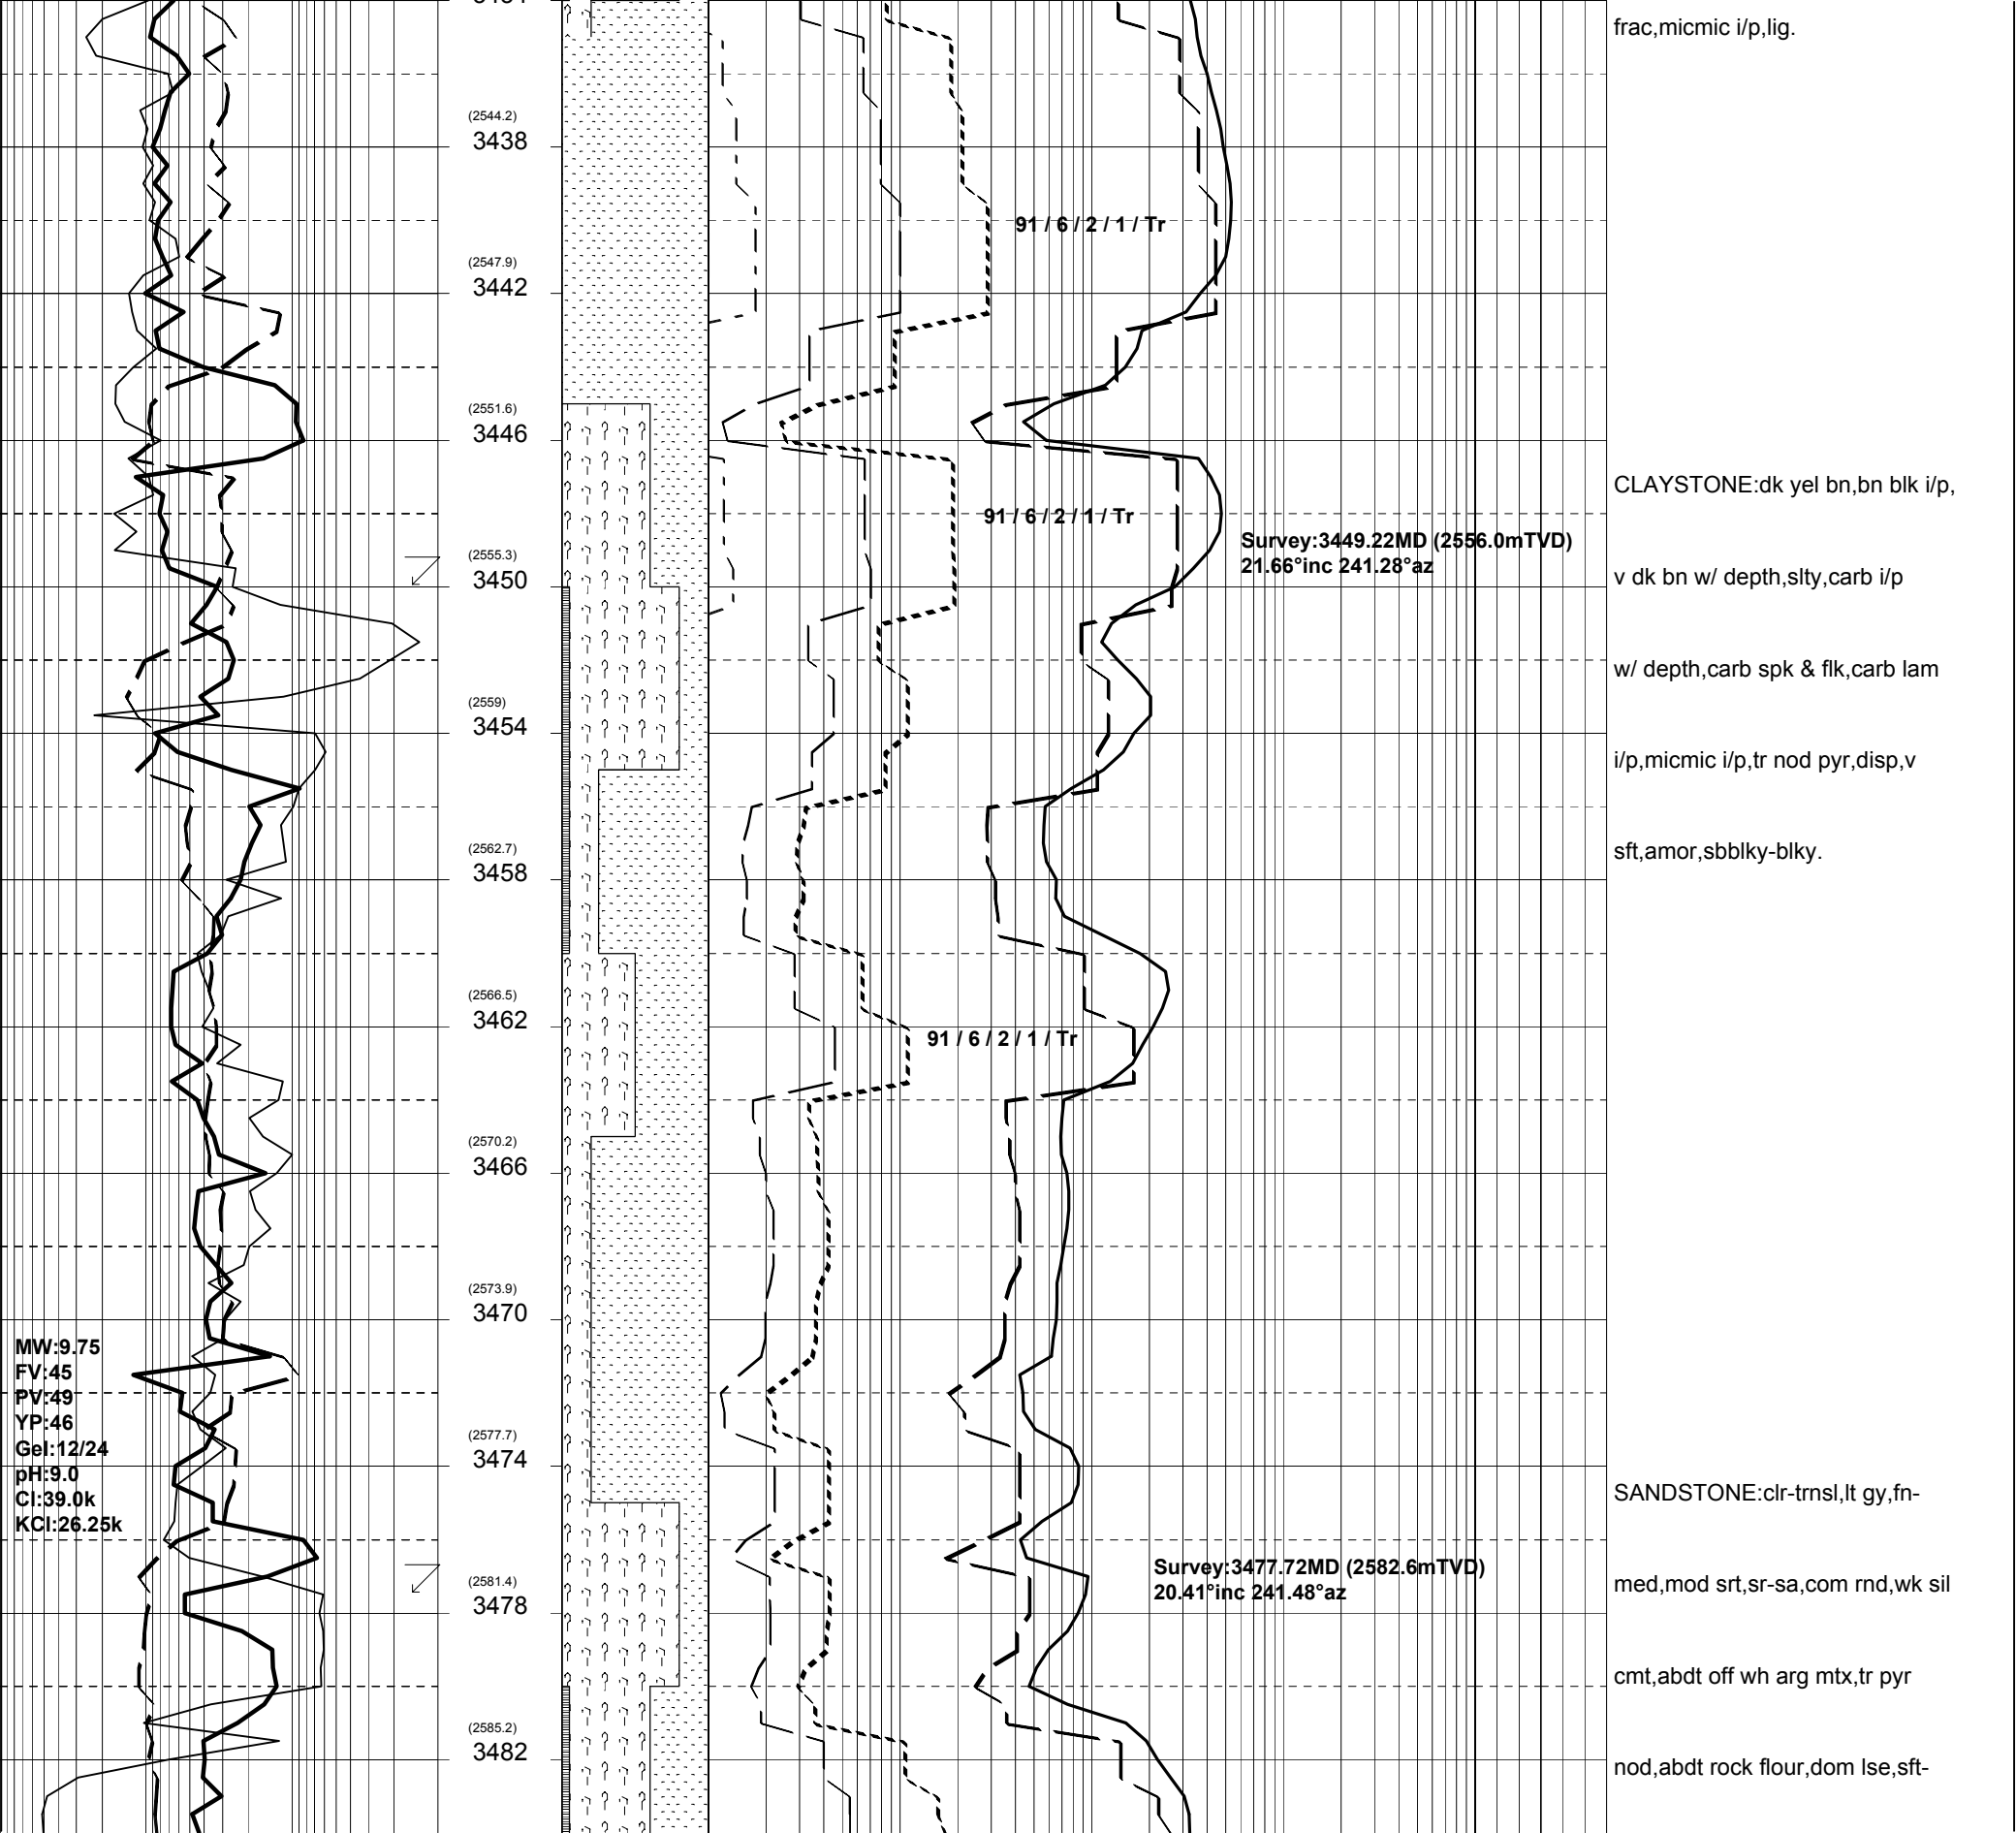 frac,micmic i/p,lig.
(2544.2)
3438
91 / 6 / 2 / 1 / Tr
(2547.9)
3442
(2551.6)
3446
CLAYSTONE:dk yel bn,bn blk i/p,
91 / 6 / 2 / 1 / Tr
Survey:3449.22MD (2556.0mTVD)
21.66°inc 241.28°az
(2555.3)
3450
v dk bn w/ depth,slty,carb i/p
w/ depth,carb spk & flk,carb lam
(2559)
3454
i/p,micmic i/p,tr nod pyr,disp,v
(2562.7)
3458
sft,amor,sbblky-blky.
(2566.5)
3462
91 / 6 / 2 / 1 / Tr
(2570.2)
3466
(2573.9)
3470
MW:9.75
FV:45
PV:49
YP:46
Gel:12/24
pH:9.0
Cl:39.0k
KCl:26.25k
(2577.7)
3474
SANDSTONE:clr-trnsl,lt gy,fn-
Survey:3477.72MD (2582.6mTVD)
20.41°inc 241.48°az
(2581.4)
3478
med,mod srt,sr-sa,com rnd,wk sil
cmt,abdt off wh arg mtx,tr pyr
(2585.2)
3482
nod,abdt rock flour,dom lse,sft-